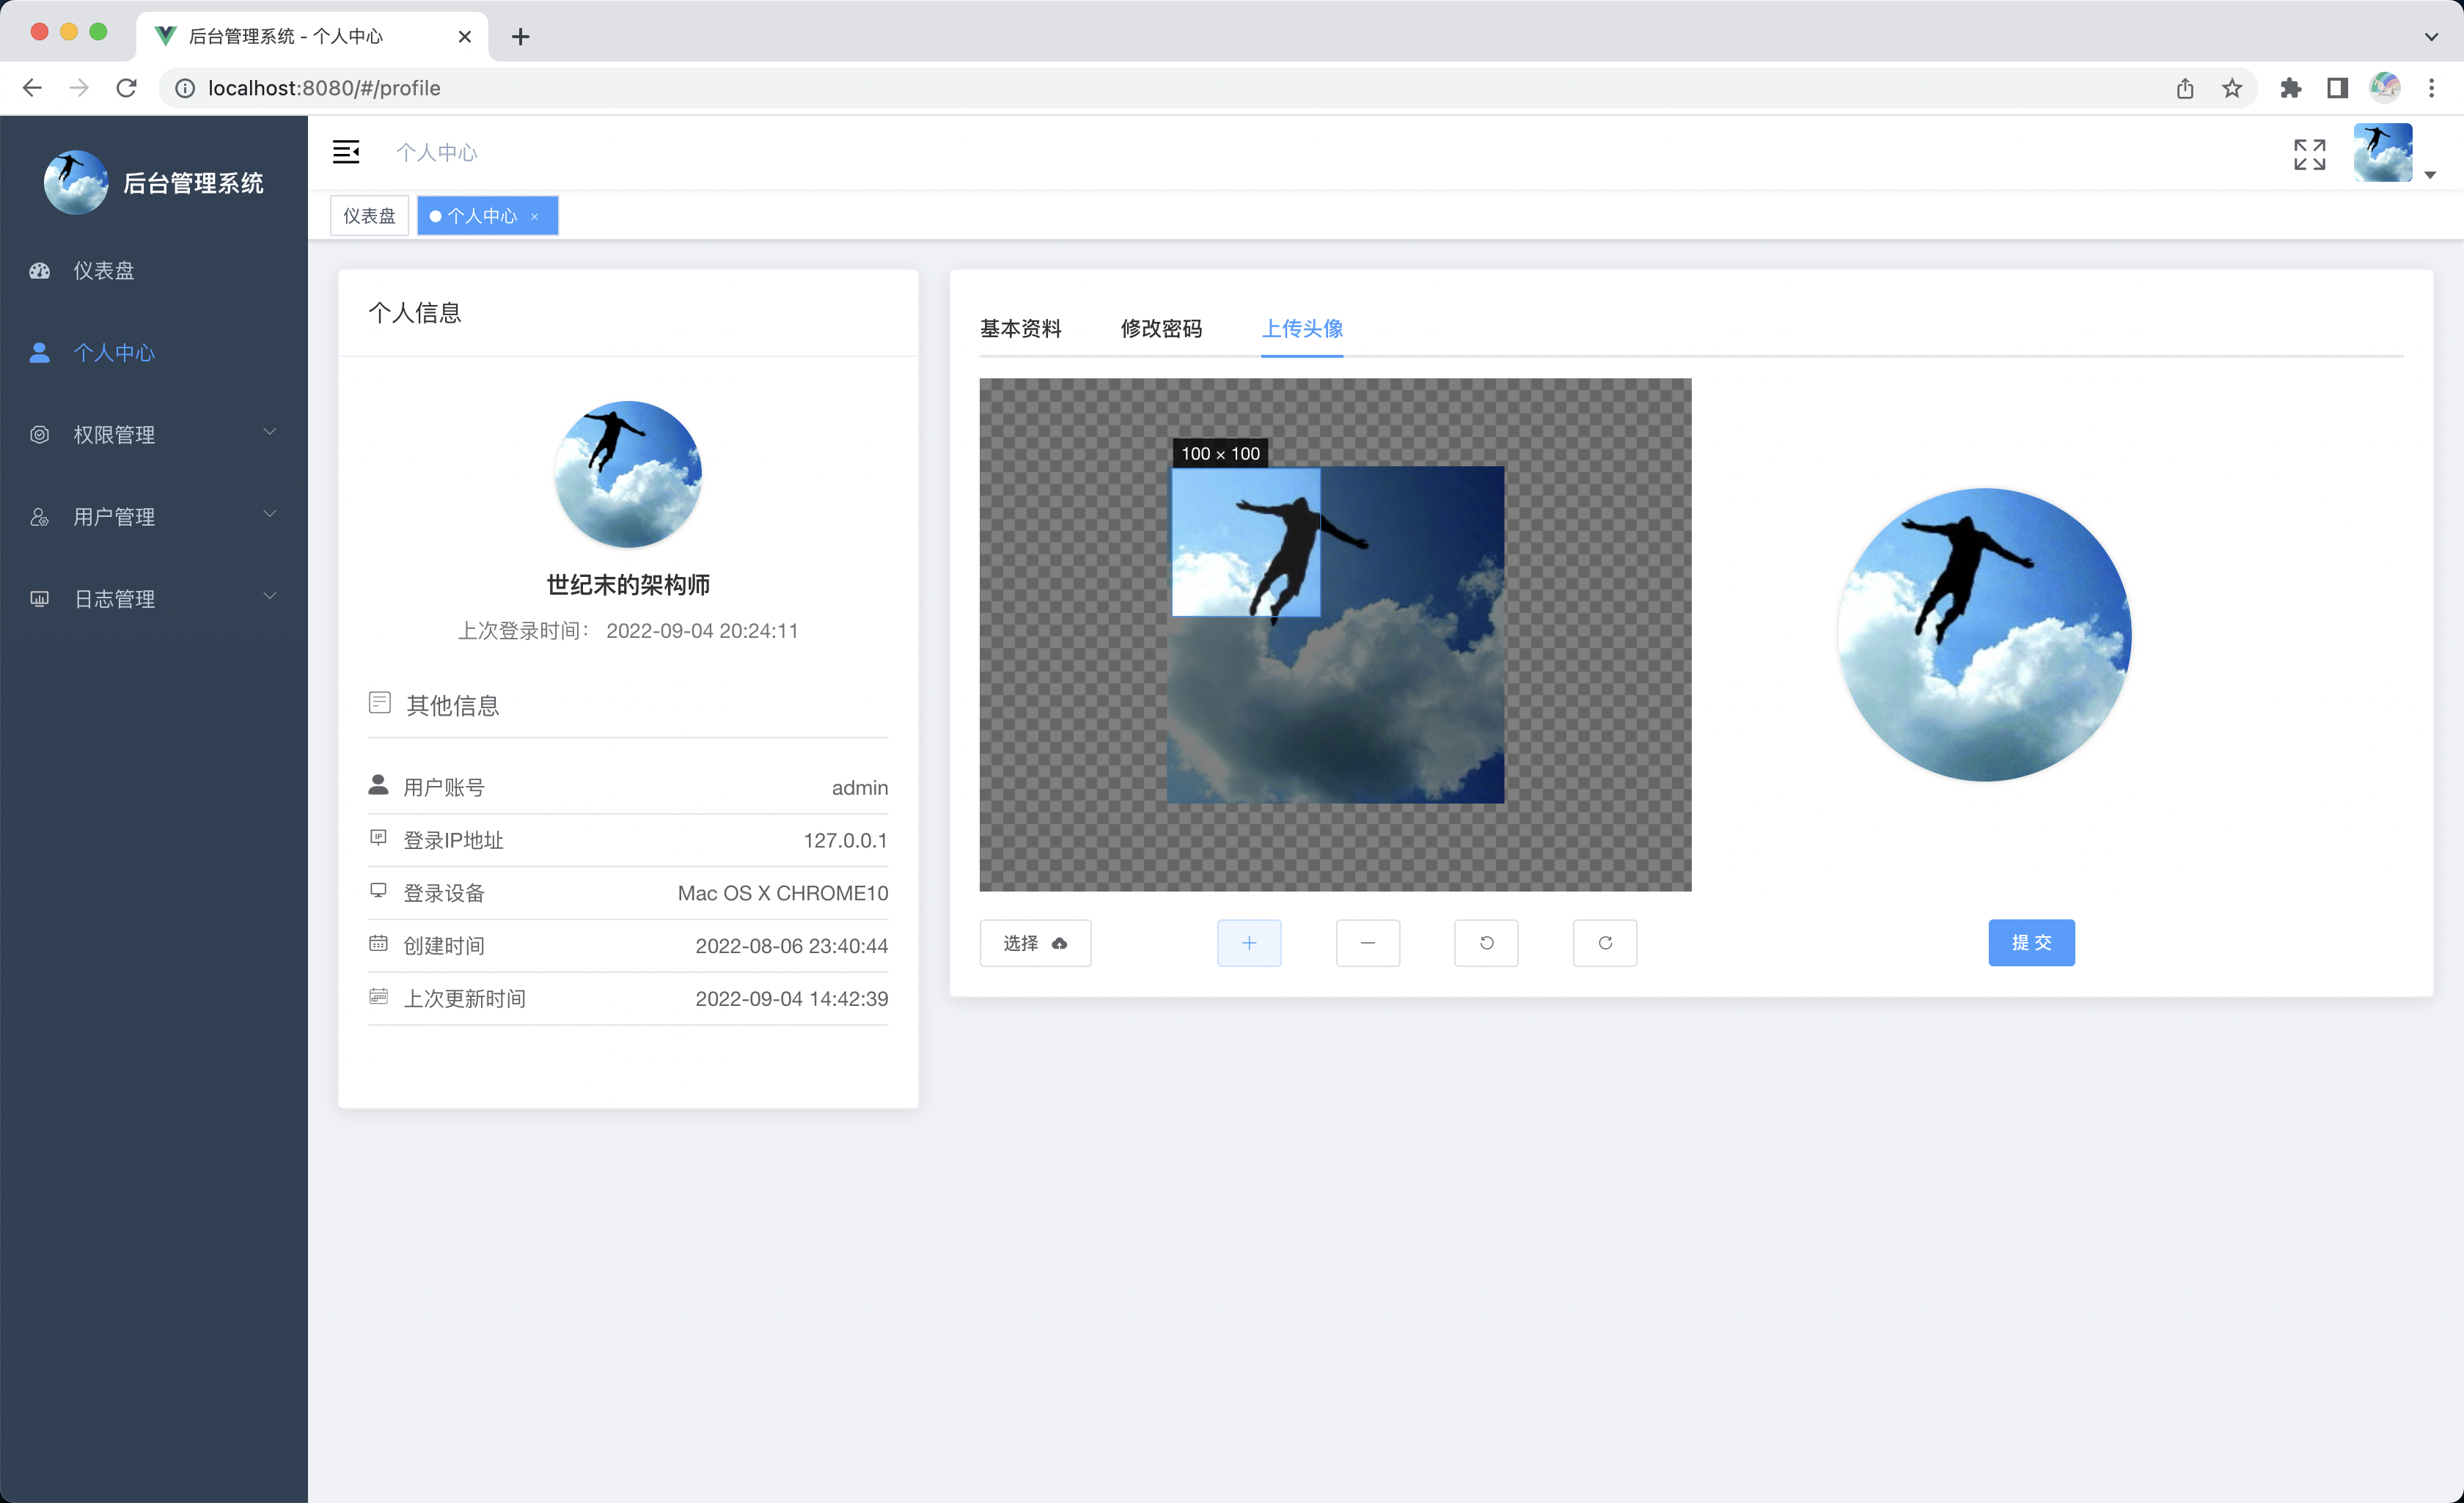 后台管理系统 - 个人中心
localhost:8080/#/profile
后台管理系统
个人中心
仪表盘
个人中心
仪表盘
个人中心
权限管理
用户管理
日志管理
个人信息
世纪末的架构师
上次登录时间： 2022-09-04 20:24:11
其他信息
用户账号 admin
登录IP地址 127.0.0.1
登录设备 Mac OS X CHROME10
创建时间 2022-08-06 23:40:44
上次更新时间 2022-09-04 14:42:39
基本资料 修改密码 上传头像
100 × 100
选择
提 交